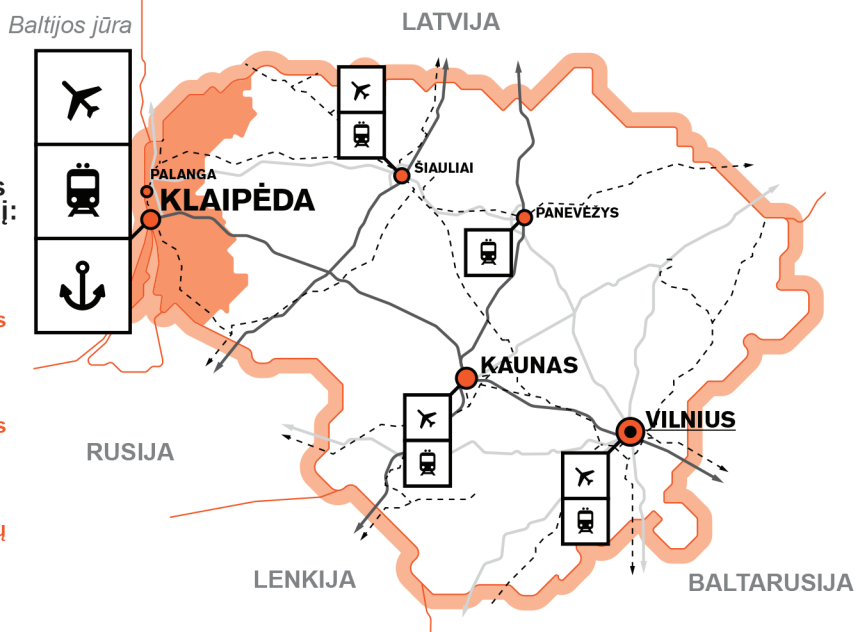 Baltijos jūra
LATVIJA
ŠIAULIAI
PALANGA
s
KLAIPĖDA
į:
PANEVĖŽYS
s
KAUNAS
VILNIUS
s
RUSIJA
ų
LENKIJA
BALTARUSIJA